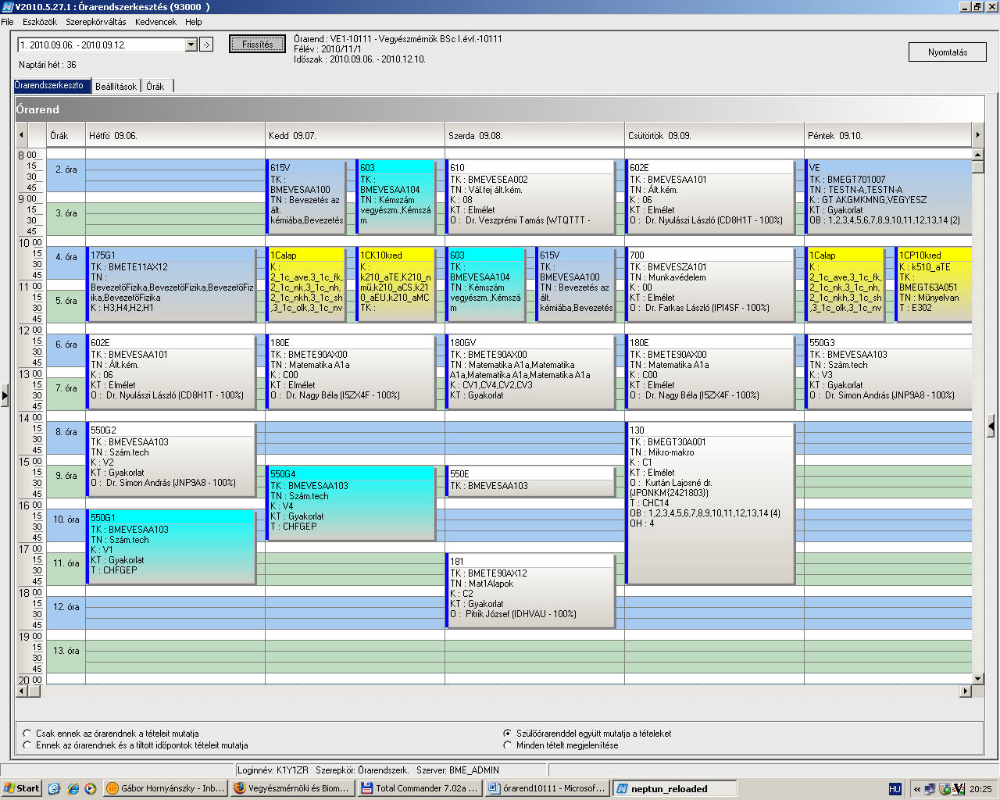 V2010.5.27.1 : Órarendszerkesztés (93000  )
File Eszközök Szerepkörváltás Kedvencek Help
1. 2010.09.06. - 2010.09.12.
->
Frissítés
Órarend : VE1-10111 - Vegyészmérnök BSc I.évf.-10111
Félév : 2010/11/1
Időszak : 2010.09.06. - 2010.12.10.
Nyomtatás
Naptári hét : 36
Órarendszerkeszto Beállítások Órák
Órarend
Órák Hétfő 09.06. Kedd 09.07. Szerda 09.08. Csütörtök 09.09. Péntek 09.10.
8 00
15
30
45
9 00
15
30
45
10 00
15
30
45
11 00
15
30
45
12 00
15
30
45
13 00
15
30
45
14 00
15
30
45
15 00
15
30
45
16 00
15
30
45
17 00
15
30
45
18 00
15
30
45
19 00
15
30
45
20 00
2. óra
3. óra
4. óra
5. óra
6. óra
7. óra
8. óra
9. óra
10. óra
11. óra
12. óra
13. óra
175G1
TK : BMETE11AX12
TN :
BevezetőFizika,BevezetőFizika,BevezetőFiz
ika,BevezetőFizika
K : H3,H4,H2,H1
602E
TK : BMEVESAA101
TN : Ált.kém.
K : 06
KT : Elmélet
O :  Dr. Nyulászi László (CD8H1T - 100%)
550G2
TK : BMEVESAA103
TN : Szám.tech
K : V2
KT : Gyakorlat
O :  Dr. Simon András (JNP9A8 - 100%)
550G1
TK : BMEVESAA103
TN : Szám.tech
K : V1
KT : Gyakorlat
T : CHFGEP
615V
TK :
BMEVESAA100
TN : Bevezetés az
ált.
kémiába,Bevezetés
603
TK :
BMEVESAA104
TN : Kémszám
vegyészm.,Kémszá
m
1Calap
K :
2_1c_ave,3_1c_fk,
2_1c_nk,3_1c_nh,
2_1c_nkh,3_1c_sh
,3_1c_olk,3_1c_nv
1CK10kred
K :
k210_aTE,K210_n
mü,k210_aCS,k21
0_aEU,k210_aMC
TK :
180E
TK : BMETE90AX00
TN : Matematika A1a
K : C00
KT : Elmélet
O :  Dr. Nagy Béla (I5ZX4F - 100%)
550G4
TK : BMEVESAA103
TN : Szám.tech
K : V4
KT : Gyakorlat
T : CHFGEP
610
TK : BMEVESEA002
TN : Vál.fej ált.kém.
K : 08
KT : Elmélet
O :  Dr. Veszprémi Tamás (WTQTTT -
603
TK :
BMEVESAA104
TN : Kémszám
vegyészm.,Kémszá
m
615V
TK :
BMEVESAA100
TN : Bevezetés az
ált.
kémiába,Bevezetés
180GV
TK : BMETE90AX00
TN : Matematika A1a,Matematika
A1a,Matematika A1a,Matematika A1a
K : CV1,CV4,CV2,CV3
KT : Gyakorlat
550E
TK : BMEVESAA103
181
TK : BMETE90AX12
TN : Mat1Alapok
K : C2
KT : Gyakorlat
O :  Pitrik József (IDHVAU - 100%)
602E
TK : BMEVESAA101
TN : Ált.kém.
K : 06
KT : Elmélet
O :  Dr. Nyulászi László (CD8H1T - 100%)
700
TK : BMEVESZA101
TN : Munkavédelem
K : 00
KT : Elmélet
O :  Dr. Farkas László (IPI4SF - 100%)
180E
TK : BMETE90AX00
TN : Matematika A1a
K : C00
KT : Elmélet
O :  Dr. Nagy Béla (I5ZX4F - 100%)
130
TK : BMEGT30A001
TN : Mikro-makro
K : C1
KT : Elmélet
O :  Kurtán Lajosné dr.
(JPONKM{2421803})
T : CHC14
OB : 1,2,3,4,5,6,7,8,9,10,11,12,13,14 (4)
OH : 4
VE
TK : BMEGT701007
TN : TESTN-A,TESTN-A
K : GT AKGMKMNG,VEGYESZ
KT : Gyakorlat
OB : 1,2,3,4,5,6,7,8,9,10,11,12,13,14 (2)
1Calap
K :
2_1c_ave,3_1c_fk,
2_1c_nk,3_1c_nh,
2_1c_nkh,3_1c_sh
,3_1c_olk,3_1c_nv
1CP10kred
K : k510_aTE
TK :
BMEGT63A051
TN : Műnyelvan
T : E302
550G3
TK : BMEVESAA103
TN : Szám.tech
K : V3
KT : Gyakorlat
O :  Dr. Simon András (JNP9A8 - 100%)
Csak ennek az órarendnek a tételeit mutatja
Ennek az órarendnek és a tiltott időpontok tételeit mutatja
Szülőórarenddel együtt mutatja a tételeket
Minden tételt megjelenítése
Loginnév: K1Y1ZR  Szerepkör: Órarendszerk.  Szerver: BME_ADMIN
Start
Gábor Hornyánszky - Inb...
Vegyészmérnöki és Biom...
Total Commander 7.02a ...
órarend10111 - Microsof...
neptun_reloaded
HU
«
20:25